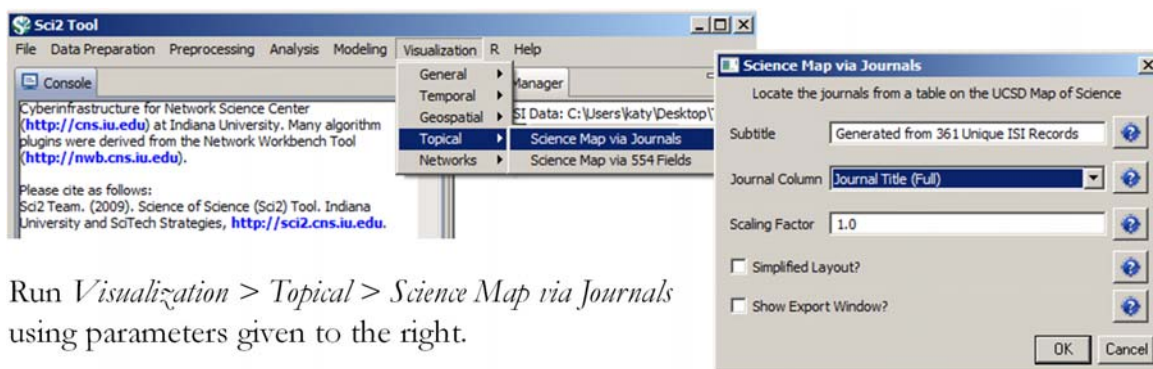 Sci2 Tool
File Data Preparation Preprocessing Analysis Modeling Visualization R Help
Console
Cyberinfrastructure for Network Science Center
(http://cns.iu.edu) at Indiana University. Many algorithm
plugins were derived from the Network Workbench Tool
(http://nwb.cns.iu.edu).
Please cite as follows:
Sci2 Team. (2009). Science of Science (Sci2) Tool. Indiana
University and SciTech Strategies, http://sci2.cns.iu.edu.
General
Temporal
Geospatial
Topical
Networks
Science Map via Journals
Science Map via 554 Fields
Manager
SI Data: C:\Users\katy\Desktop\
Science Map via Journals
Locate the journals from a table on the UCSD Map of Science
Subtitle Generated from 361 Unique ISI Records
Journal Column Journal Title (Full)
Scaling Factor 1.0
Simplified Layout?
Show Export Window?
OK Cancel
Run Visualization > Topical > Science Map via Journals
using parameters given to the right.